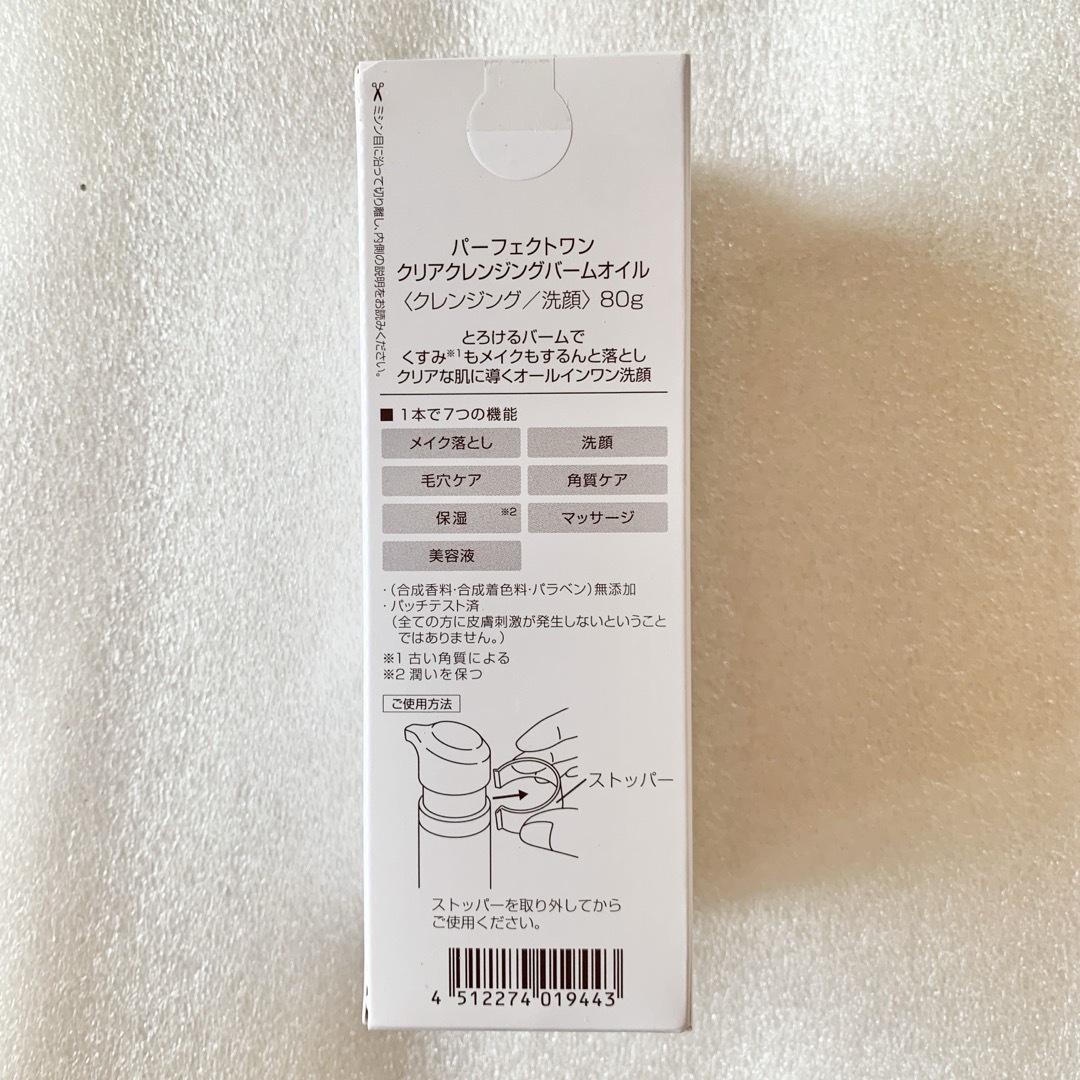 ミシン目に沿って切り離し、内側の説明をお読みください。
パーフェクトワン
クリアクレンジングバームオイル
〈クレンジング／洗顔〉80g
とろけるバームで
くすみ※1もメイクもするんと落とし
クリアな肌に導くオールインワン洗顔
■ 1本で7つの機能
メイク落とし 洗顔
毛穴ケア 角質ケア
保湿 ※2 マッサージ
美容液
・（合成香料・合成着色料・パラベン）無添加
・パッチテスト済
（全ての方に皮膚刺激が発生しないということ
ではありません。）
※1 古い角質による
※2 潤いを保つ
ご使用方法
ストッパー
ストッパーを取り外してから
ご使用ください。
4 512274 019443